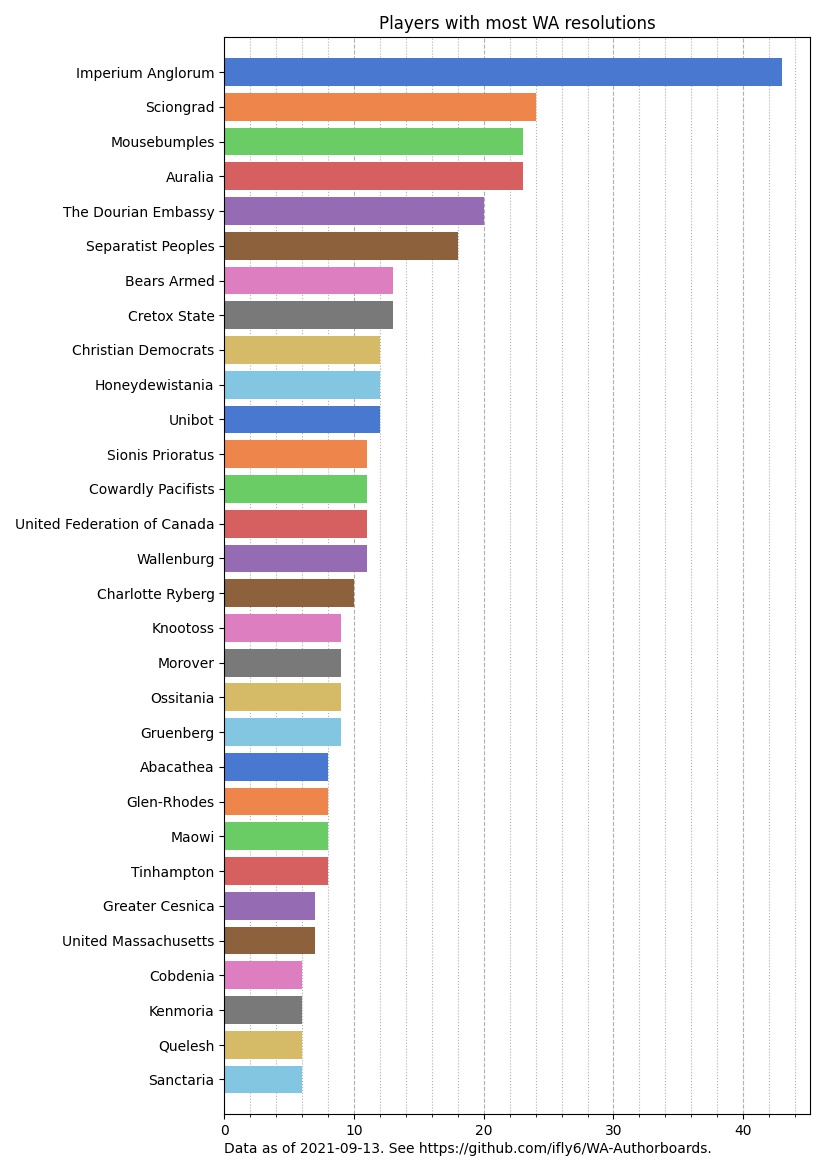 Players with most WA resolutions
Imperium Anglorum
Sciongrad
Mousebumples
Auralia
The Dourian Embassy
Separatist Peoples
Bears Armed
Cretox State
Christian Democrats
Honeydewistania
Unibot
Sionis Prioratus
Cowardly Pacifists
United Federation of Canada
Wallenburg
Charlotte Ryberg
Knootoss
Morover
Ossitania
Gruenberg
Abacathea
Glen-Rhodes
Maowi
Tinhampton
Greater Cesnica
United Massachusetts
Cobdenia
Kenmoria
Quelesh
Sanctaria
0 10 20 30 40
Data as of 2021-09-13. See https://github.com/ifly6/WA-Authorboards.